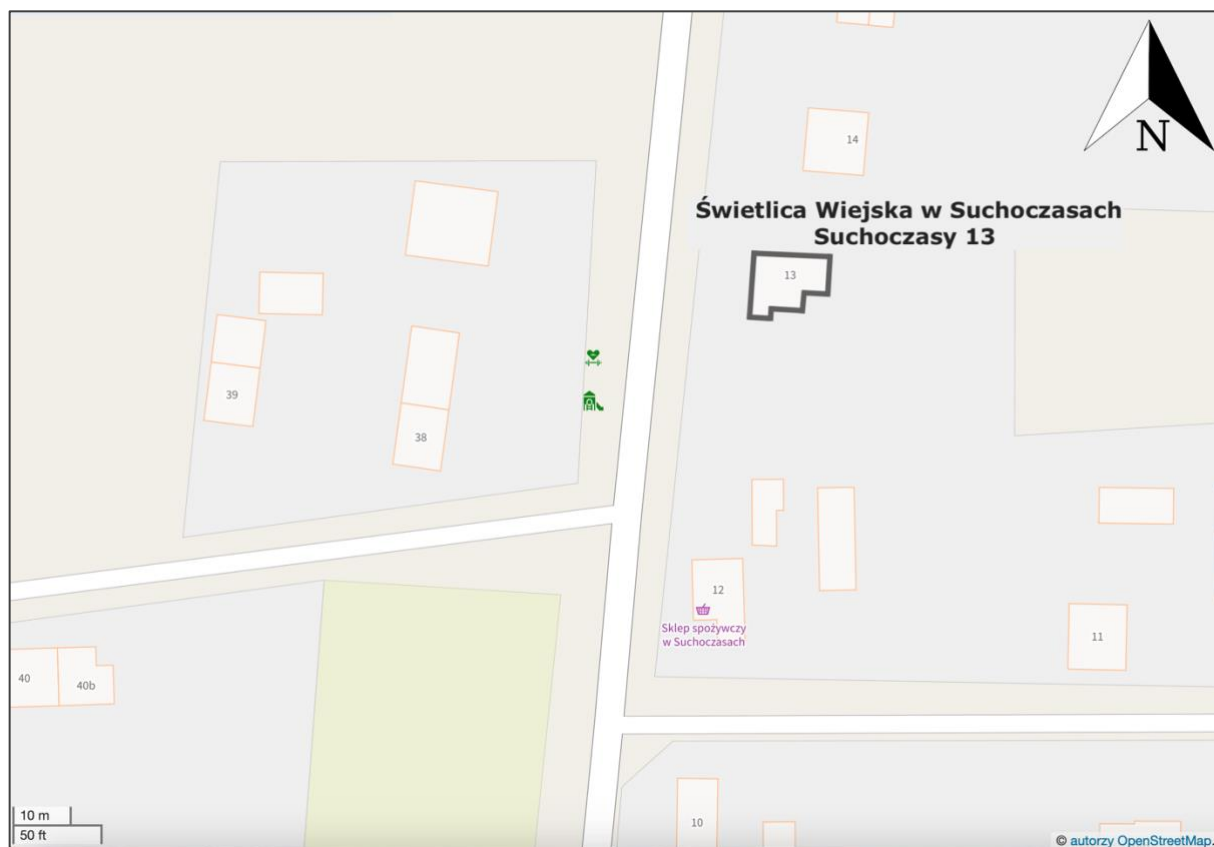 14
N
Świetlica Wiejska w Suchoczasach
Suchoczasy 13
13
39
38
12
Sklep spożywczy
w Suchoczasach
11
40
40b
10 m
50 ft
10
© autorzy OpenStreetMap.